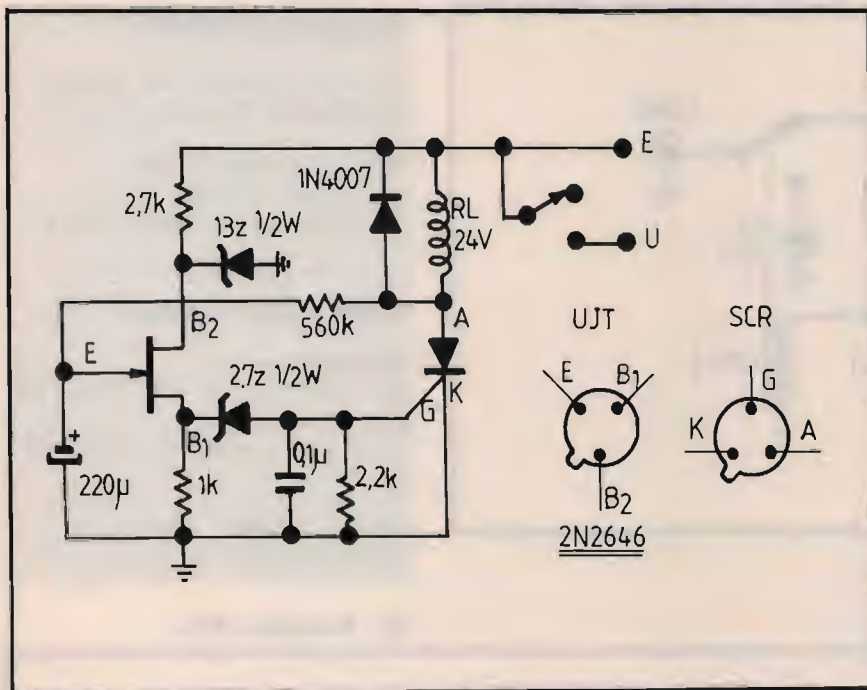 E
1N4007
2,7k
RL
24V
13z 1/2W
U
560k
A
B2
E
UJT
SCR
2,7z 1/2W
K
G
E
B1
G
B1
0,1µ
2,2k
K
A
220µ
1k
B2
2N2646